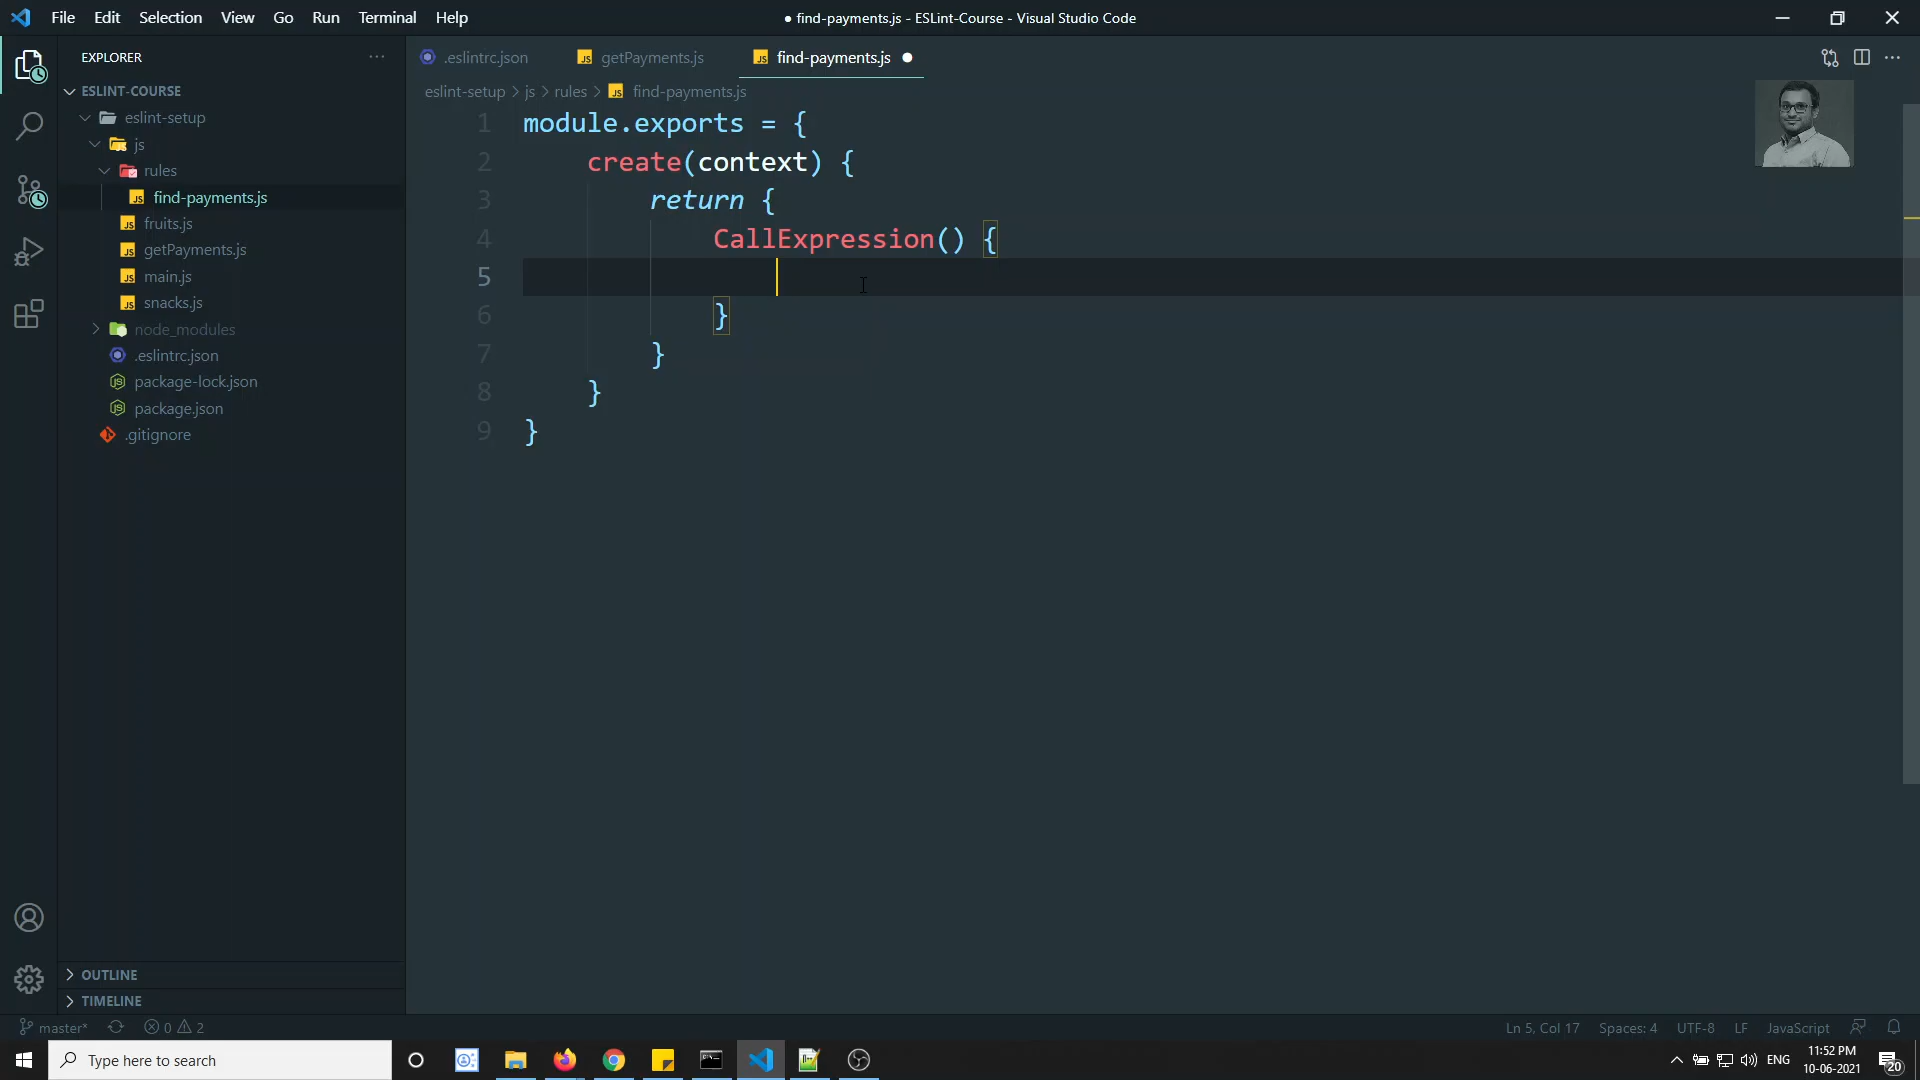 File Edit Selection View Go Run Terminal Help
● find-payments.js - ESLint-Course - Visual Studio Code
EXPLORER
ESLINT-COURSE
eslint-setup
js
rules
find-payments.js
fruits.js
getPayments.js
main.js
snacks.js
node_modules
.eslintrc.json
package-lock.json
package.json
.gitignore
OUTLINE
TIMELINE
.eslintrc.json getPayments.js find-payments.js
eslint-setup > js > rules > find-payments.js
1 module.exports = {
2 create(context) {
3 return {
4 CallExpression() {
5
6 }
7 }
8 }
9 }
master* 0 2
Ln 5, Col 17 Spaces: 4 UTF-8 LF JavaScript
Type here to search
ENG
11:52 PM
10-06-2021
20